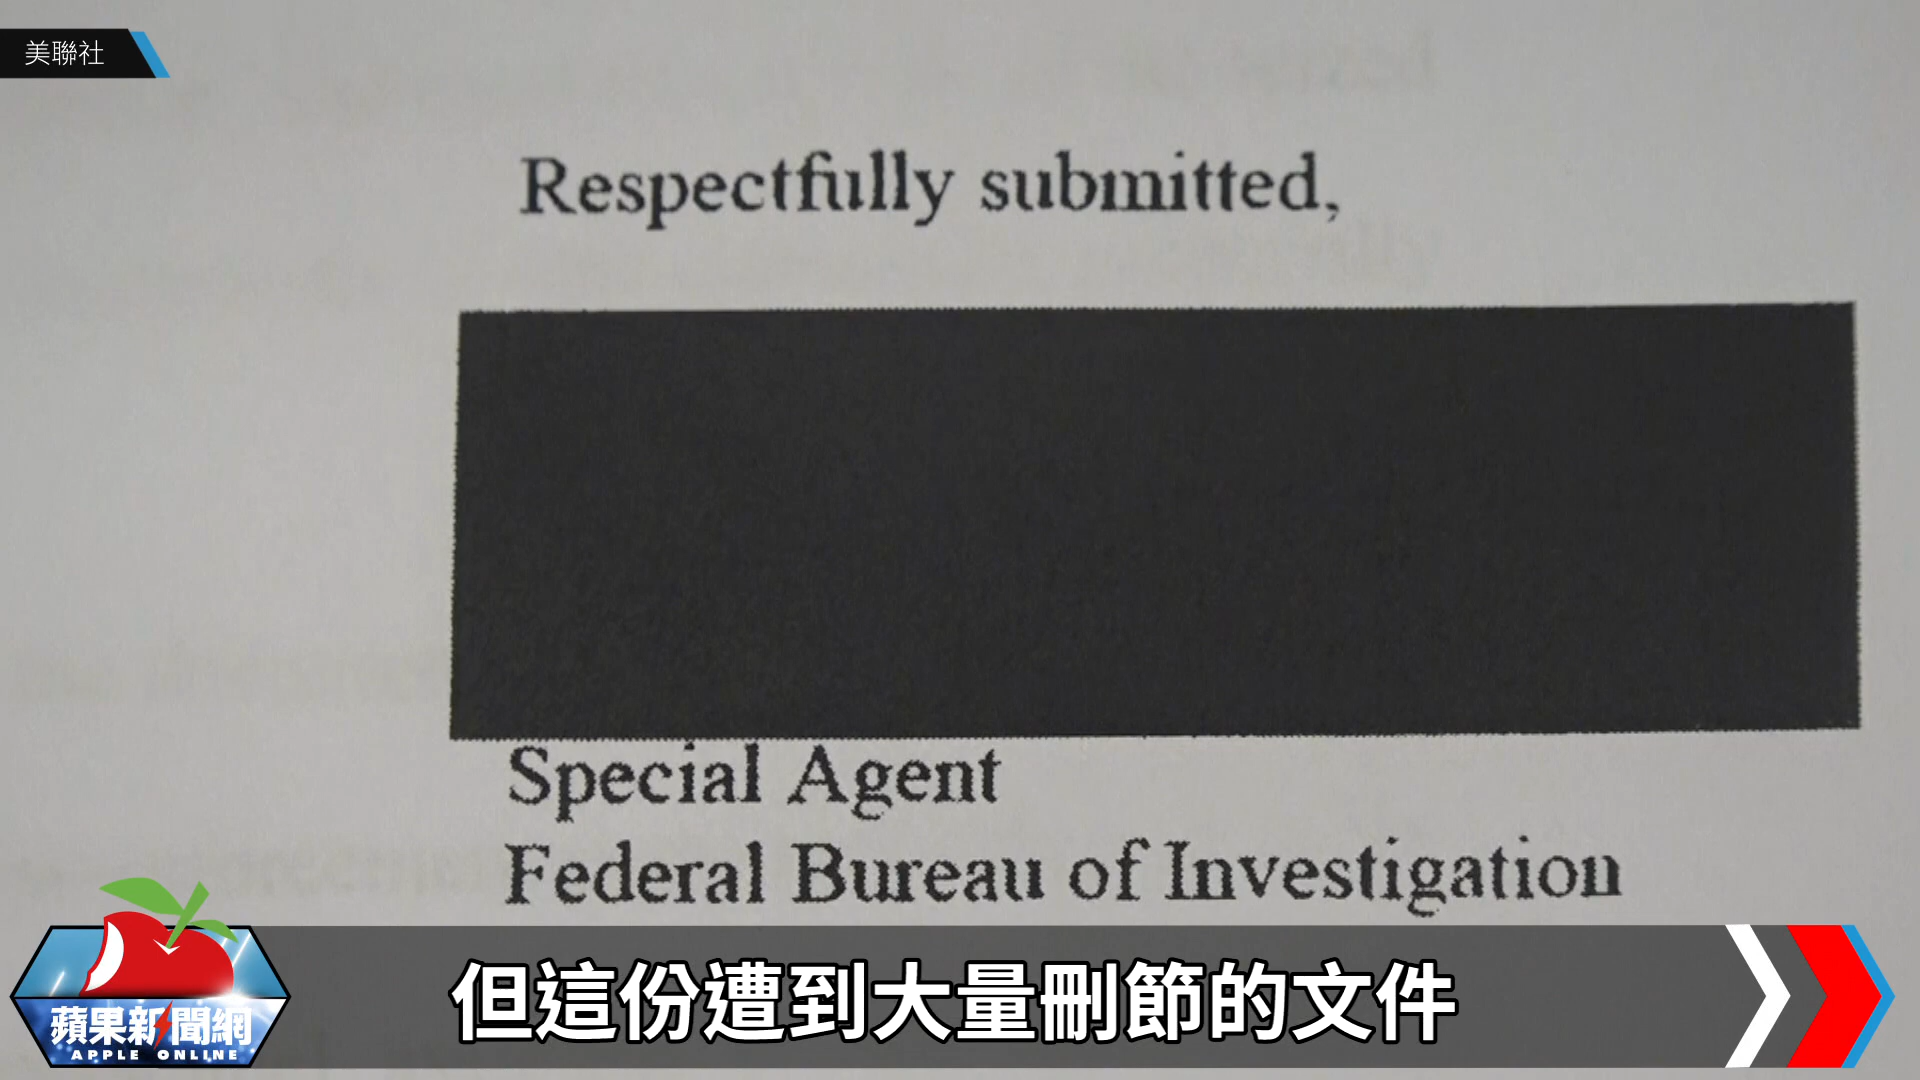 美聯社
Respectfully submitted,
Special Agent
Federal Bureau of Investigation
但這份遭到大量刪節的文件
蘋果新聞網
APPLE ONLINE